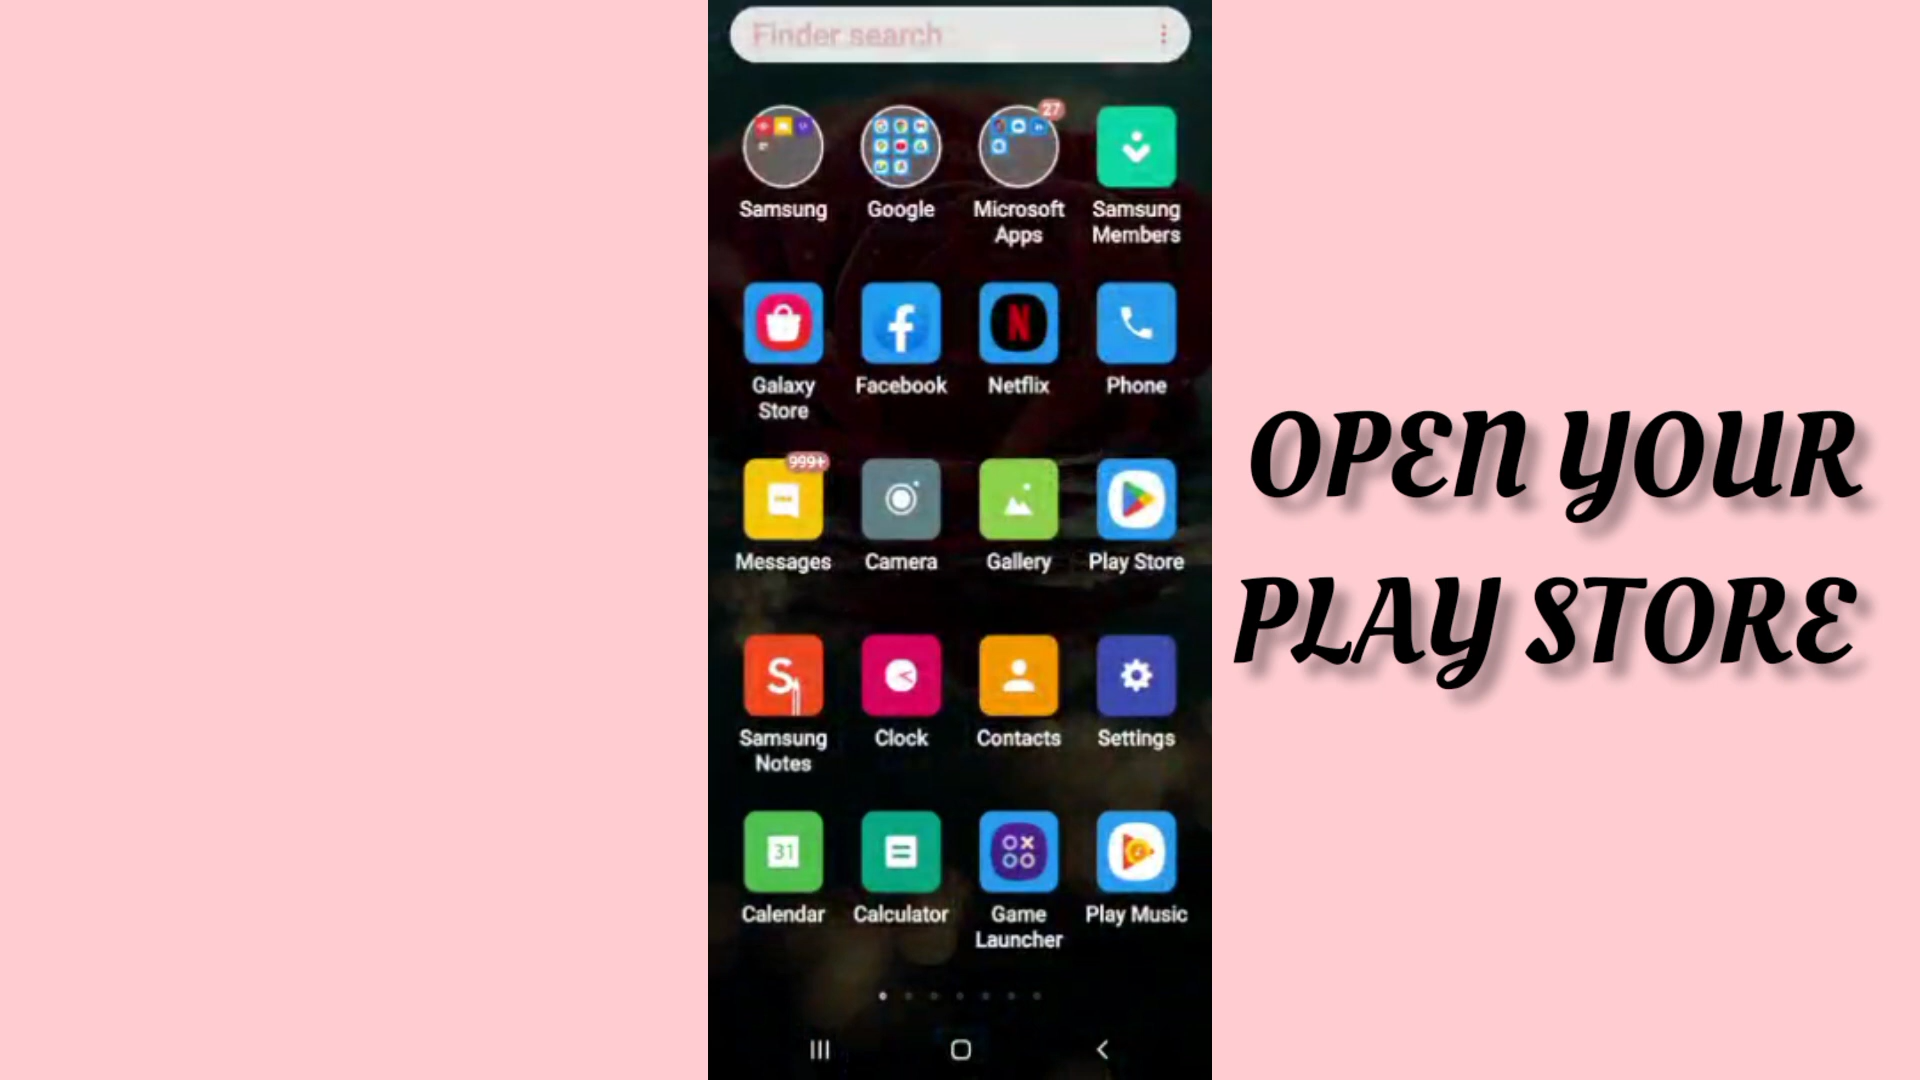 Finder search
27
Samsung Google Microsoft Apps Samsung Members
Galaxy Store Facebook Netflix Phone
999+
Messages Camera Gallery Play Store
Samsung Notes Clock Contacts Settings
31
Calendar Calculator Game Launcher Play Music
OPEN YOUR
PLAY STORE